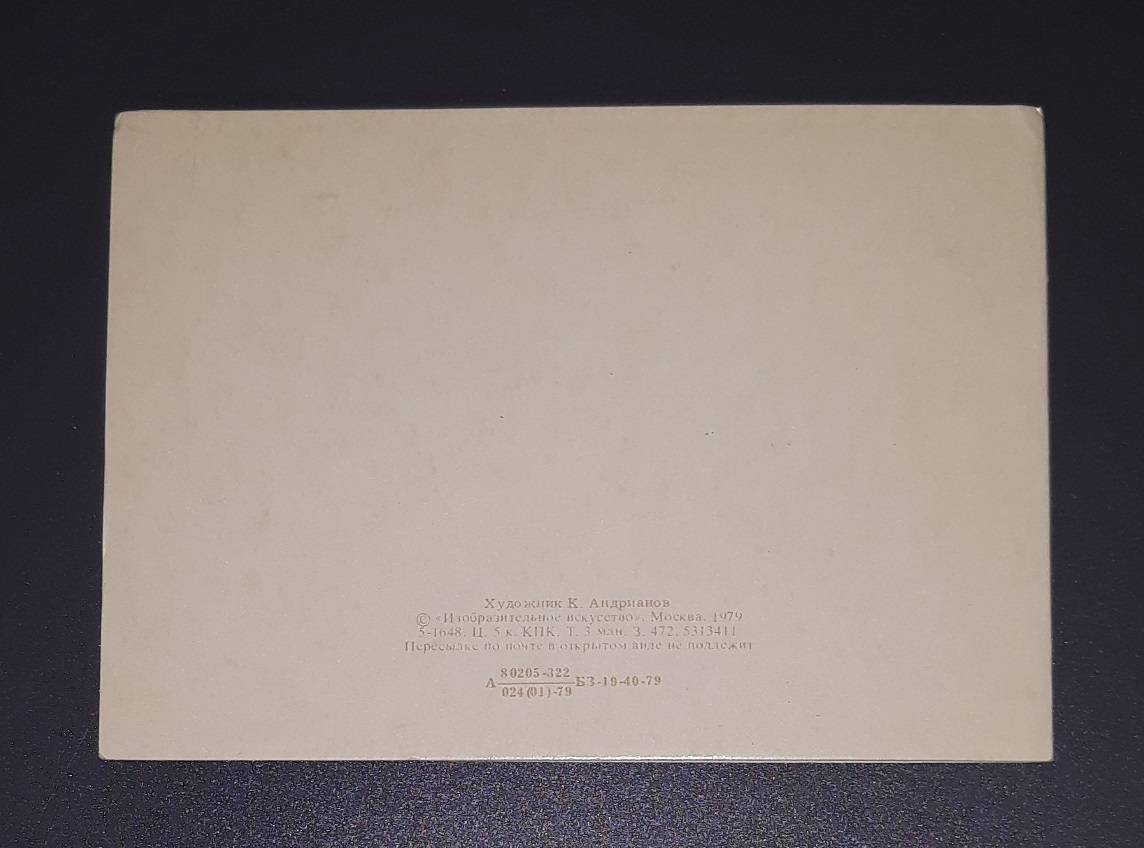 Художник К. Андрианов
© «Изобразительное искусство». Москва. 1979
5-1648. Ц. 5 к. КПК. Т. 3 млн. З. 472. 5313411
Пересылке по почте в открытом виде не подлежит
А 80205-322 БЗ-19-40-79
024(01)-79